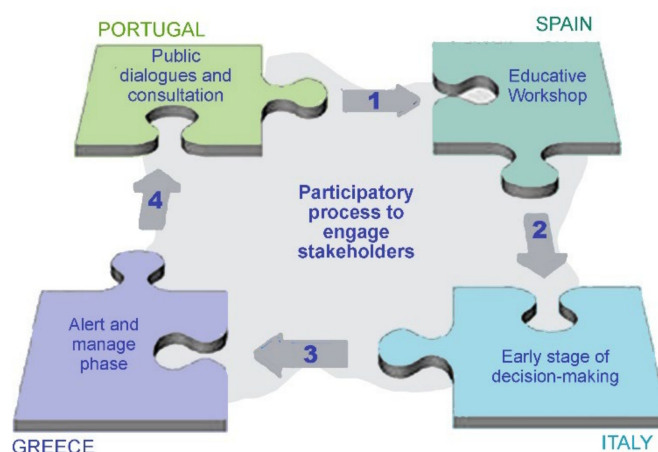 PORTUGAL
Public
dialogues and
consultation
1
SPAIN
Educative
Workshop
4
Participatory
process to
engage
stakeholders
2
Alert and
manage
phase
3
Early stage of
decision-making
GREECE
ITALY